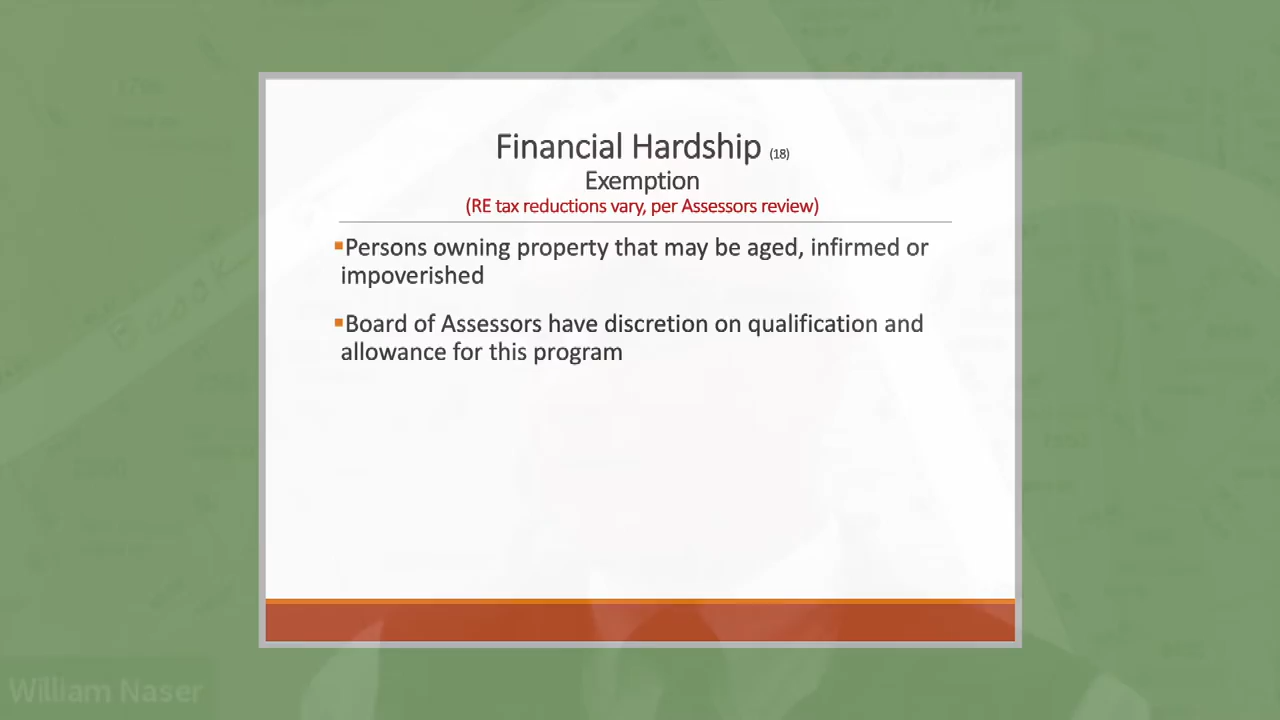 Financial Hardship (18)
Exemption
(RE tax reductions vary, per Assessors review)
▪Persons owning property that may be aged, infirmed or
impoverished
▪Board of Assessors have discretion on qualification and
allowance for this program
William Naser